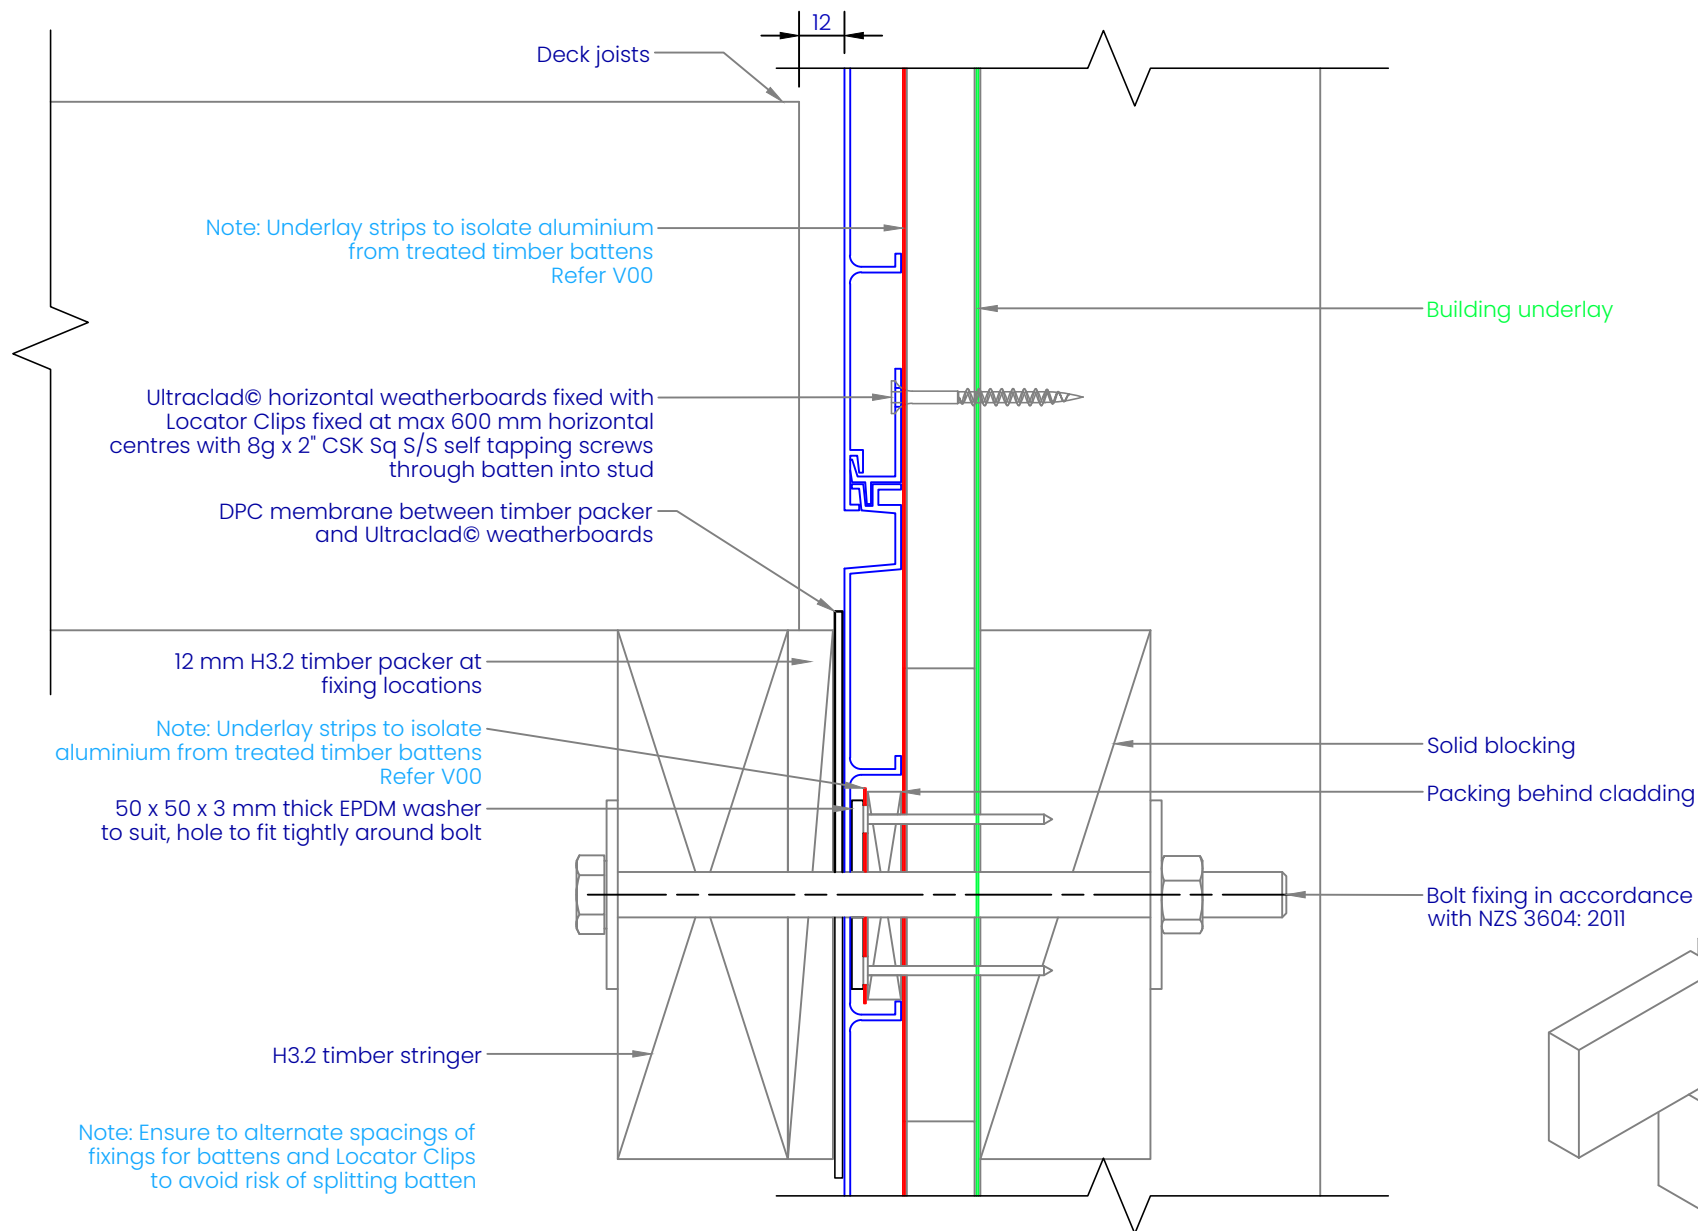 12
Deck joists
Note: Underlay strips to isolate aluminium
from treated timber battens
Refer V00
Building underlay
Ultraclad© horizontal weatherboards fixed with
Locator Clips fixed at max 600 mm horizontal
centres with 8g x 2" CSK Sq S/S self tapping screws
through batten into stud
DPC membrane between timber packer
and Ultraclad© weatherboards
12 mm H3.2 timber packer at
fixing locations
Note: Underlay strips to isolate
aluminium from treated timber battens
Refer V00
Solid blocking
Packing behind cladding
50 x 50 x 3 mm thick EPDM washer
to suit, hole to fit tightly around bolt
Bolt fixing in accordance
with NZS 3604: 2011
H3.2 timber stringer
Note: Ensure to alternate spacings of
fixings for battens and Locator Clips
to avoid risk of splitting batten